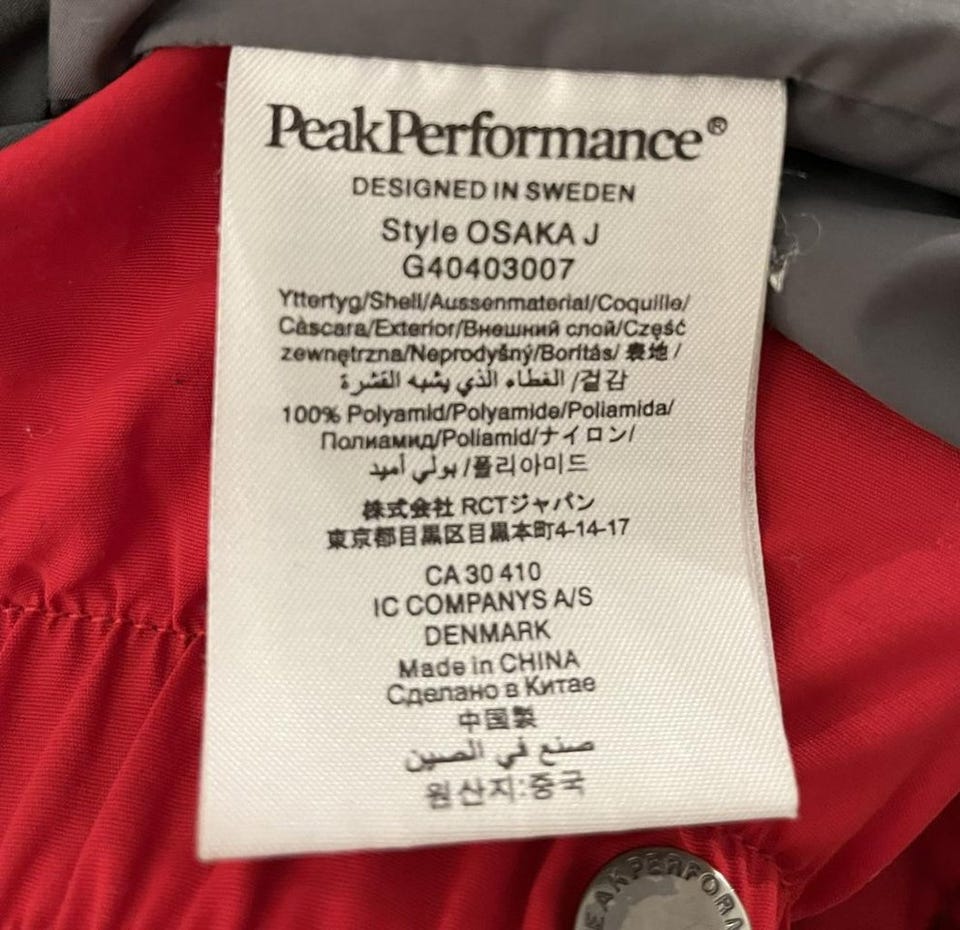 PeakPerformance®
DESIGNED IN SWEDEN
Style OSAKA J
G40403007
Yttertyg/Shell/Aussenmaterial/Coquille/
Càscara/Exterior/Внешний слой/Część
zewnętrzna/Neprodyšný/Borítás/ 表地 /
الغطاء الذي يشبه القشرة /겉감
100% Polyamid/Polyamide/Poliamida/
Полиамид/Poliamid/ナイロン/
بولي أميد /폴리아미드
株式会社 RCTジャパン
東京都目黒区目黒本町4-14-17
CA 30 410
IC COMPANYS A/S
DENMARK
Made in CHINA
Сделано в Китае
中国製
صنع في الصين
원산지:중국
PEAK PERFORMA